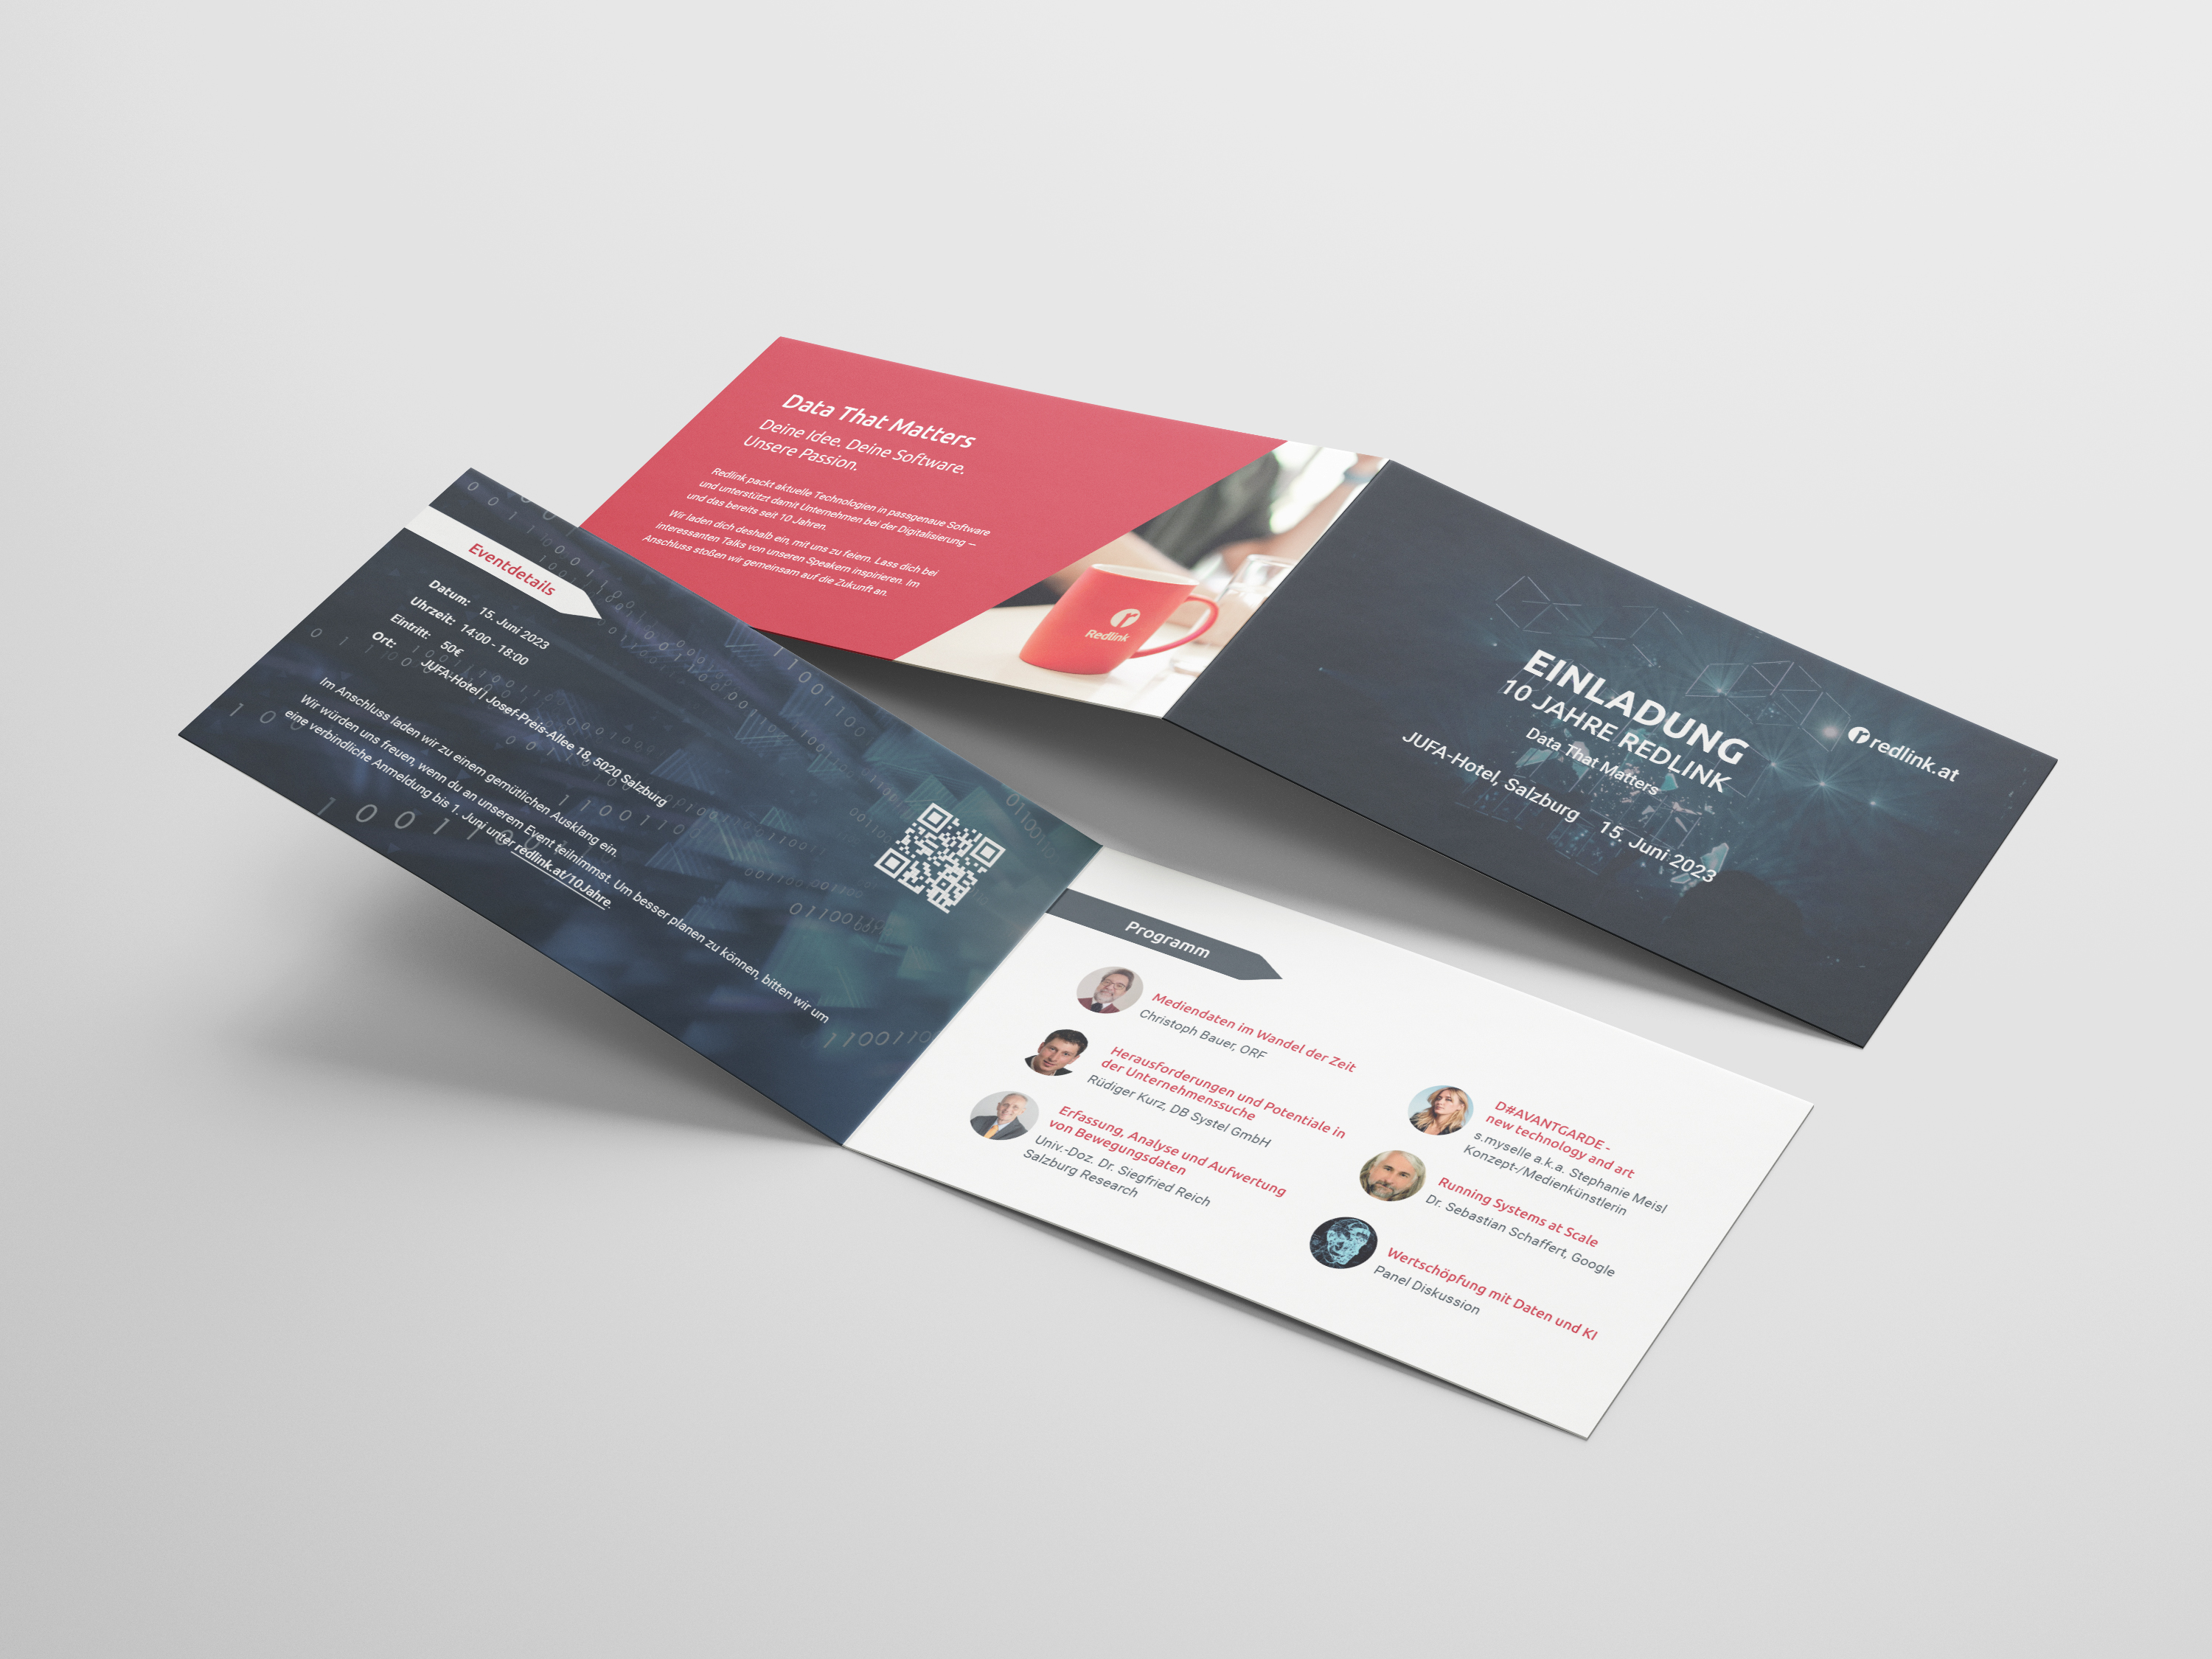 Data That Matters
Deine Idee. Deine Software.
Unsere Passion.
Redlink packt aktuelle Technologien in passgenaue Software
und unterstützt damit Unternehmen bei der Digitalisierung –
und das bereits seit 10 Jahren.
Wir laden dich deshalb ein, mit uns zu feiern. Lass dich bei
interessanten Talks von unseren Speakern inspirieren. Im
Anschluss stoßen wir gemeinsam auf die Zukunft an.
Redlink
EINLADUNG
10 JAHRE REDLINK
Data That Matters
JUFA-Hotel, Salzburg 15. Juni 2023
redlink.at
Eventdetails
Datum: 15. Juni 2023
Uhrzeit: 14:00 - 18:00
Eintritt: 50€
Ort: JUFA-Hotel | Josef-Preis-Allee 18, 5020 Salzburg
Im Anschluss laden wir zu einem gemütlichen Ausklang ein.
Wir würden uns freuen, wenn du an unserem Event teilnimmst. Um besser planen zu können, bitten wir um
eine verbindliche Anmeldung bis 1. Juni unter redlink.at/10Jahre.
Programm
Mediendaten im Wandel der Zeit
Christoph Bauer, ORF
Herausforderungen und Potentiale in
der Unternehmenssuche
Rüdiger Kurz, DB Systel GmbH
Erfassung, Analyse und Aufwertung
von Bewegungsdaten
Univ.-Doz. Dr. Siegfried Reich
Salzburg Research
D#AVANTGARDE -
new technology and art
s.myselle a.k.a. Stephanie Meisl
Konzept-/Medienkünstlerin
Running Systems at Scale
Dr. Sebastian Schaffert, Google
Wertschöpfung mit Daten und KI
Panel Diskussion